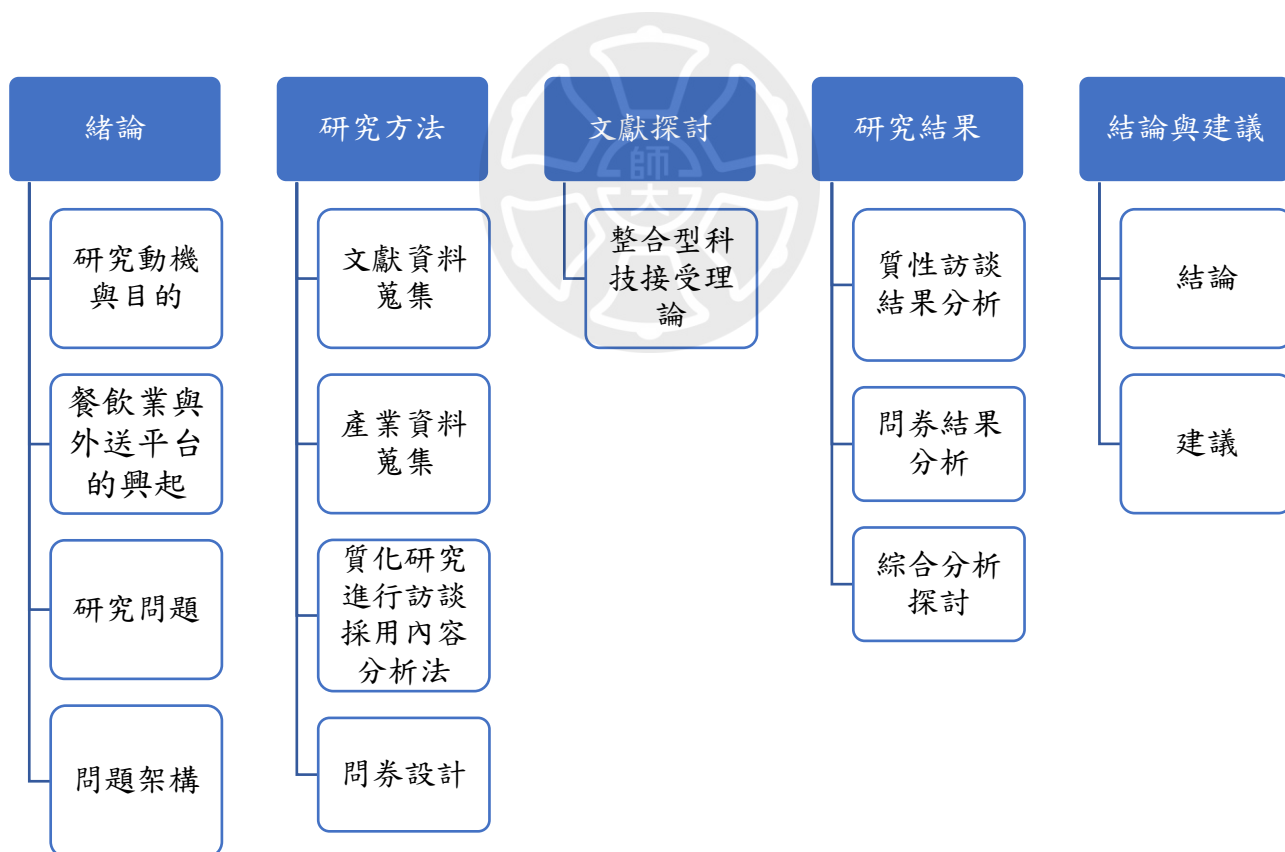 緒論
研究動機
與目的
餐飲業與
外送平台
的興起
研究問題
問題架構
研究方法
文獻資料
蒐集
產業資料
蒐集
質化研究
進行訪談
採用內容
分析法
問券設計
文獻探討
師
大
整合型科
技接受理
論
研究結果
質性訪談
結果分析
問券結果
分析
綜合分析
探討
結論與建議
結論
建議